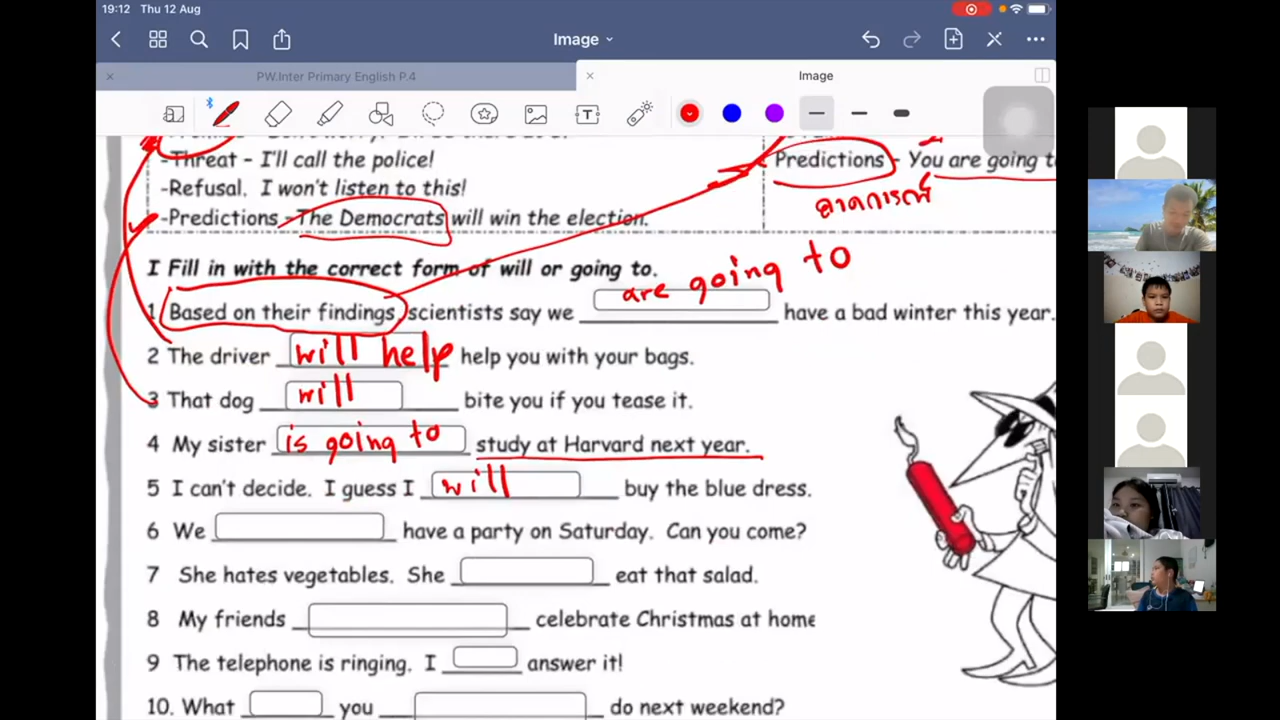 19:12 Thu 12 Aug
Image
PW.Inter Primary English P.4
Image
-Threat - I'll call the police!
-Refusal. I won't listen to this!
-Predictions -The Democrats will win the election.
Predictions - You are going t
คาดการณ์
I Fill in with the correct form of will or going to.
1 Based on their findings, scientists say we are going to have a bad winter this year.
2 The driver will help help you with your bags.
3 That dog will bite you if you tease it.
4 My sister is going to study at Harvard next year.
5 I can't decide. I guess I will buy the blue dress.
6 We have a party on Saturday. Can you come?
7 She hates vegetables. She eat that salad.
8 My friends celebrate Christmas at home
9 The telephone is ringing. I answer it!
10. What you do next weekend?